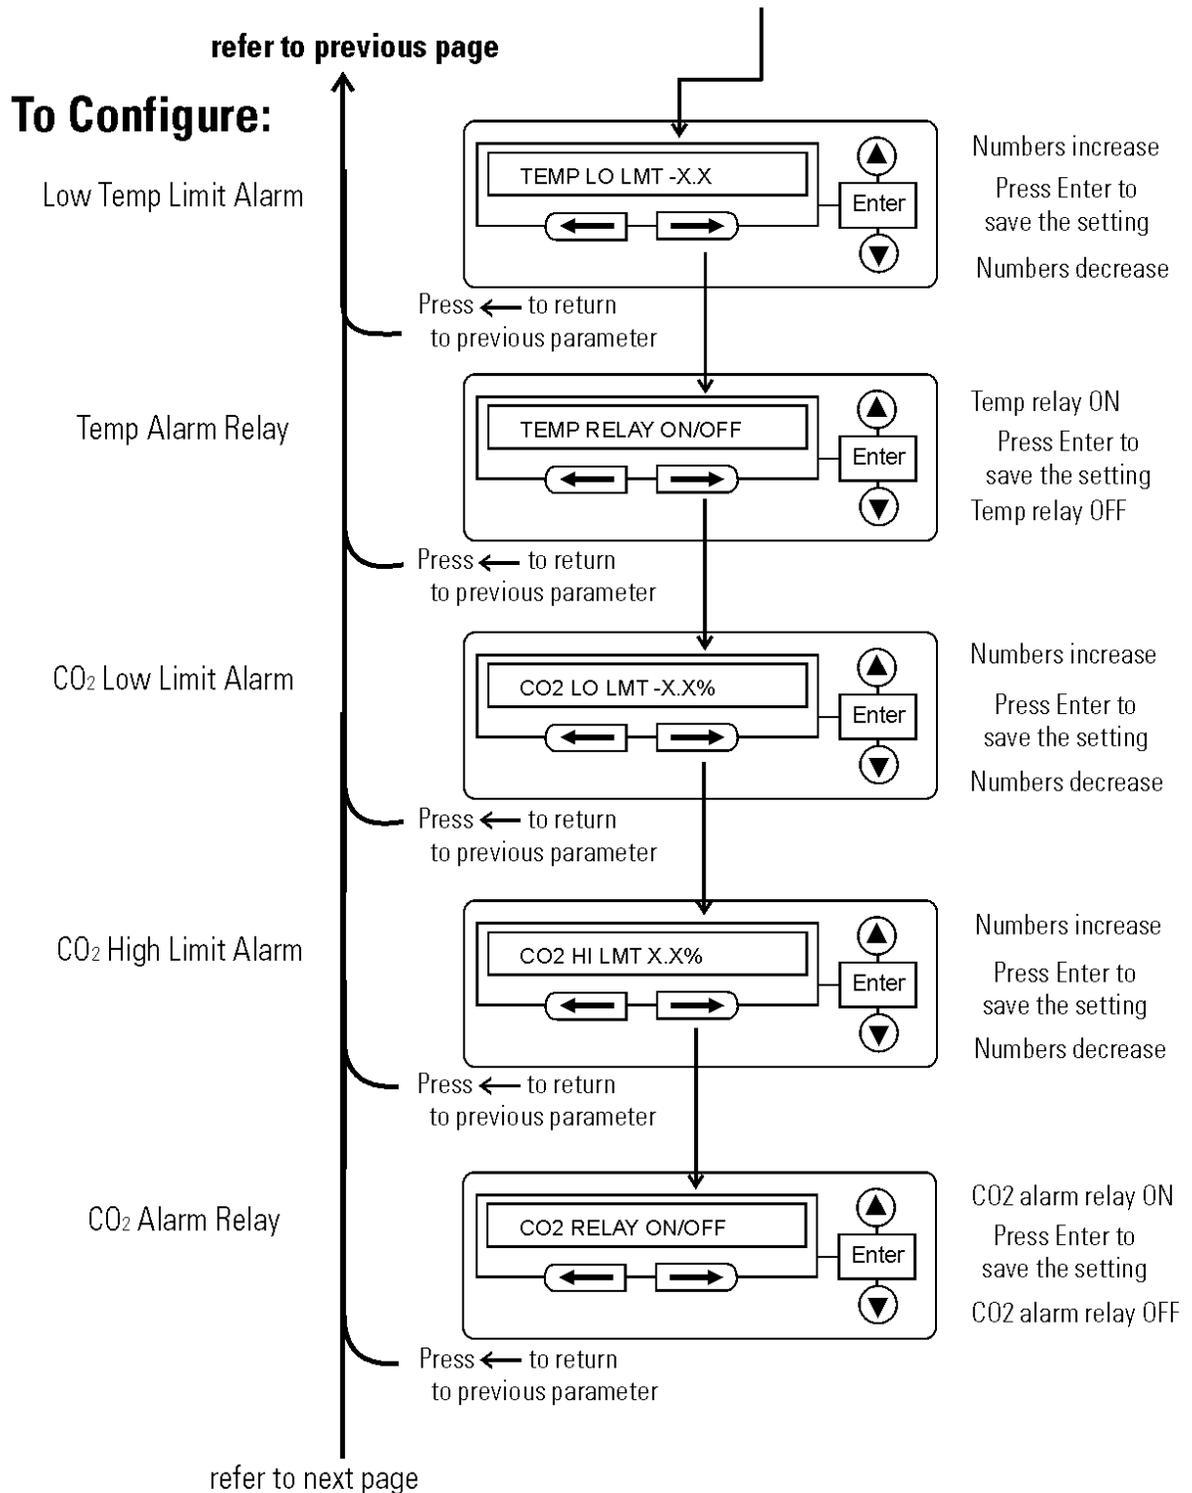 refer to previous page
To Configure:
Low Temp Limit Alarm
TEMP LO LMT -X.X
Enter
Numbers increase
Press Enter to
save the setting
Numbers decrease
Press ← to return
to previous parameter
Temp Alarm Relay
TEMP RELAY ON/OFF
Enter
Temp relay ON
Press Enter to
save the setting
Temp relay OFF
Press ← to return
to previous parameter
CO2 Low Limit Alarm
CO2 LO LMT -X.X%
Enter
Numbers increase
Press Enter to
save the setting
Numbers decrease
Press ← to return
to previous parameter
CO2 High Limit Alarm
CO2 HI LMT X.X%
Enter
Numbers increase
Press Enter to
save the setting
Numbers decrease
Press ← to return
to previous parameter
CO2 Alarm Relay
CO2 RELAY ON/OFF
Enter
CO2 alarm relay ON
Press Enter to
save the setting
CO2 alarm relay OFF
Press ← to return
to previous parameter
refer to next page